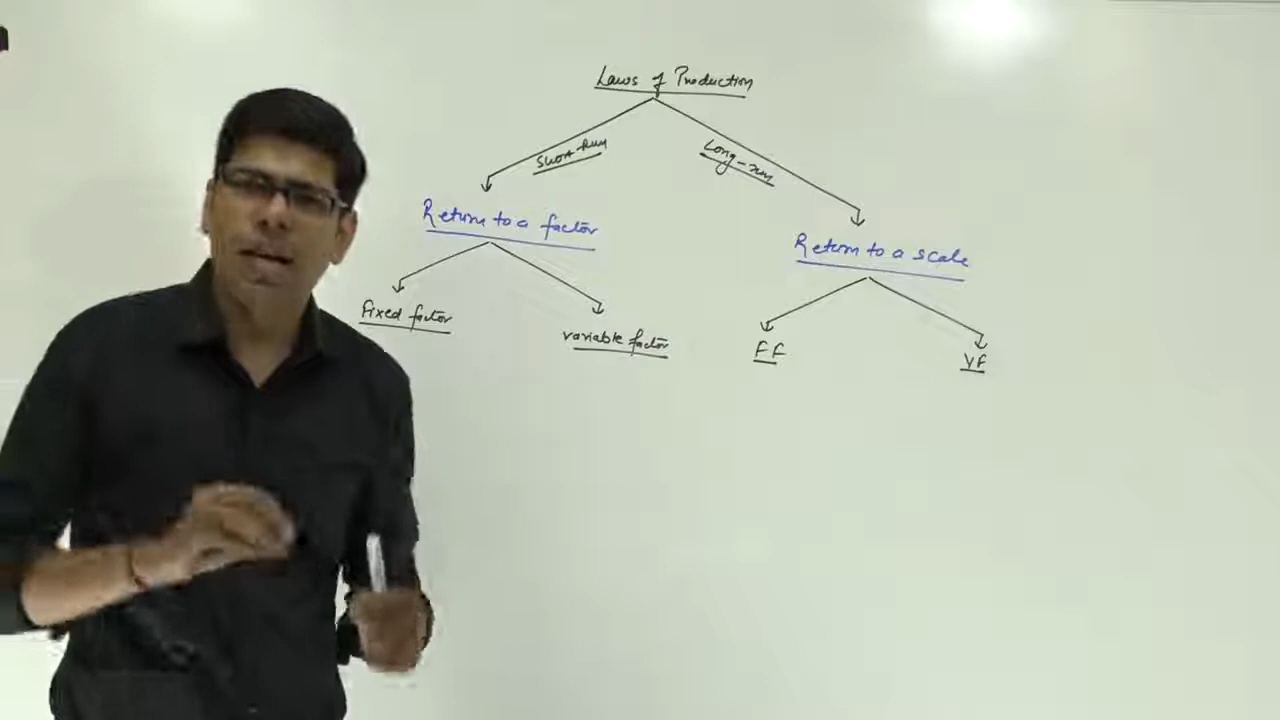 Laws of Production
Short-Run
Long-run
Return to a factor
Return to a scale
Fixed factor
variable factor
FF
VF